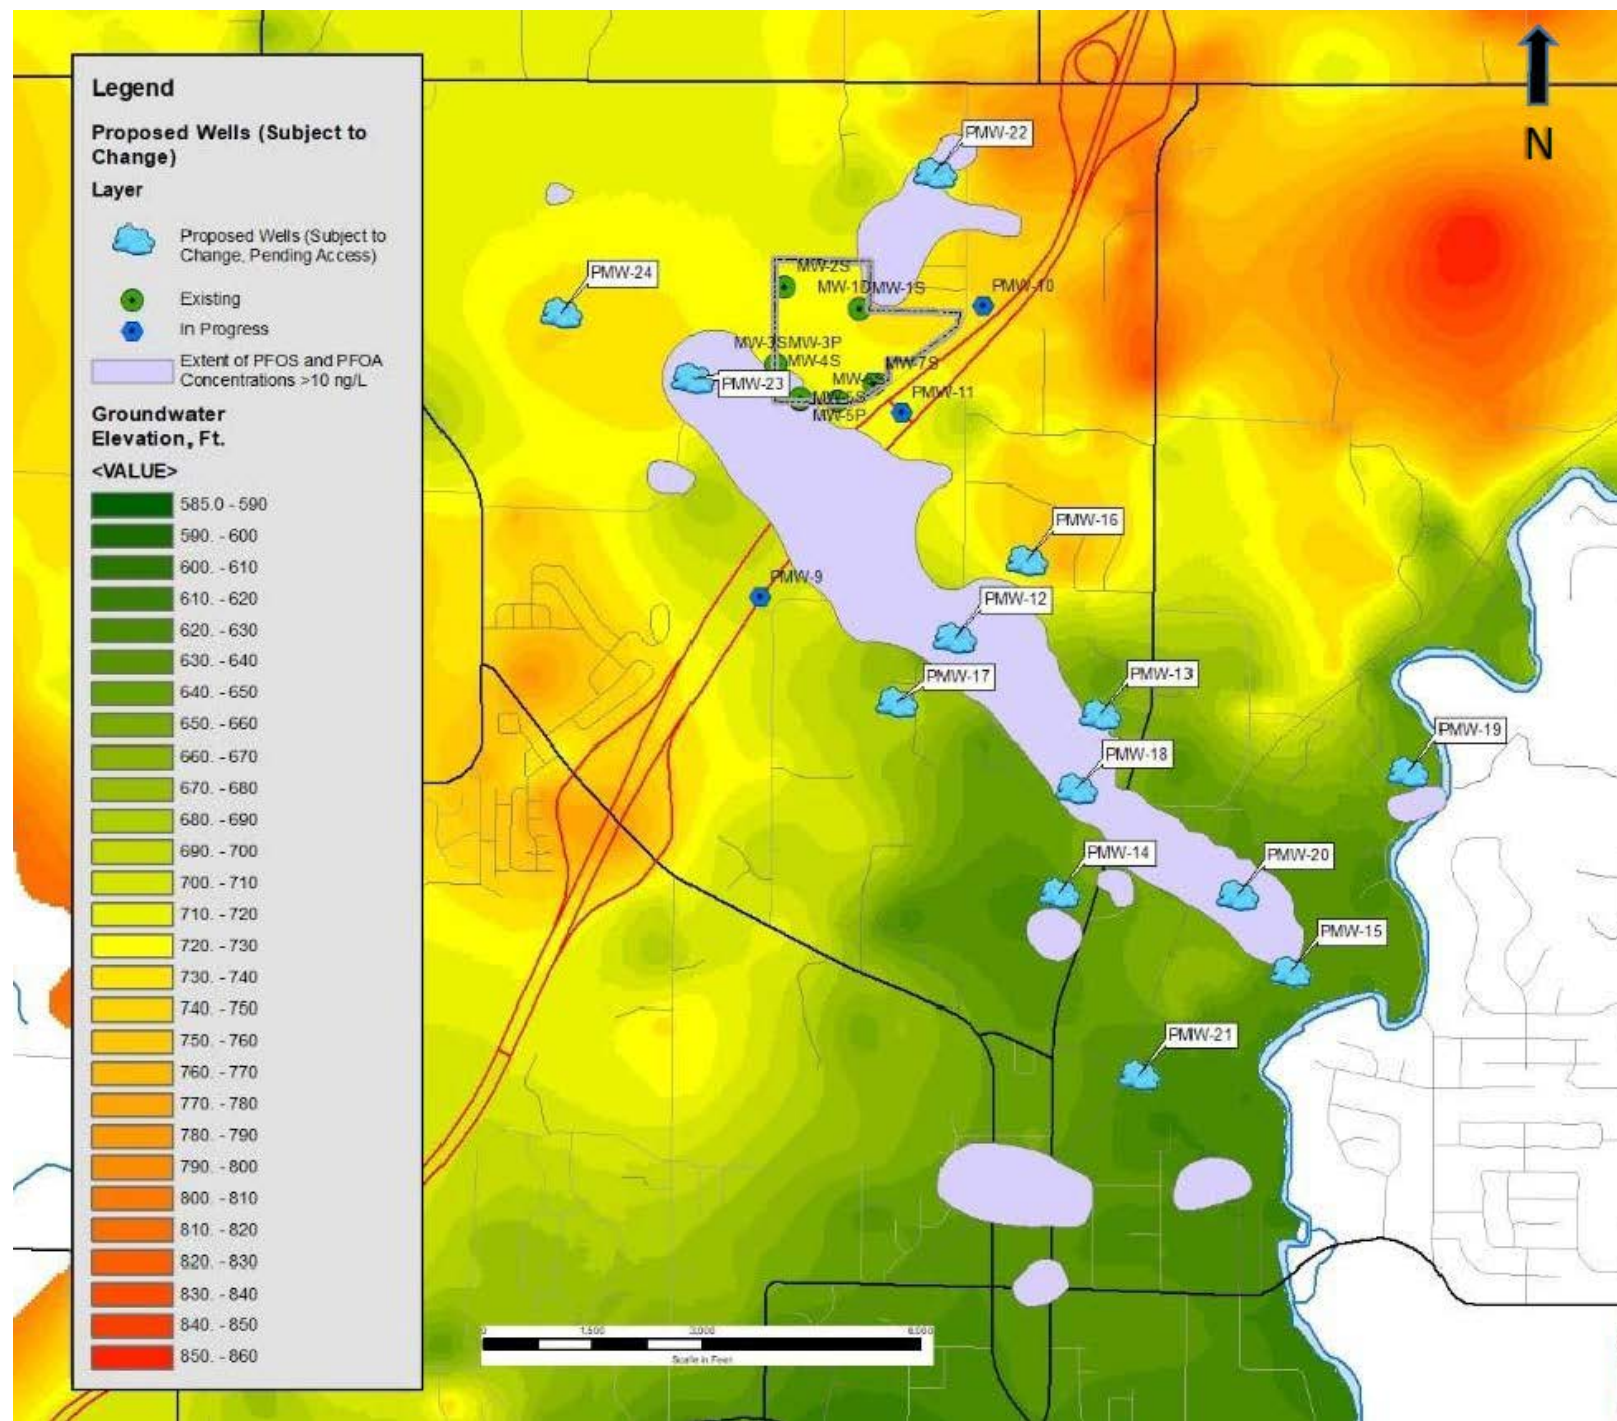 Legend
Proposed Wells (Subject to
Change)
Layer
Proposed Wells (Subject to
Change, Pending Access)
Existing
In Progress
Extent of PFOS and PFOA
Concentrations >10 ng/L
Groundwater
Elevation, Ft.
<VALUE>
585.0 - 590
590. - 600
600. - 610
610. - 620
620. - 630
630. - 640
640. - 650
650. - 660
660. - 670
670. - 680
680. - 690
690. - 700
700. - 710
710. - 720
720. - 730
730. - 740
740. - 750
750. - 760
760. - 770
770. - 780
780. - 790
790. - 800
800. - 810
810. - 820
820. - 830
830. - 840
840. - 850
850. - 860
N
PMW-22
PMW-24
MW-2S
MW-1D MW-1S
PMW-10
MW-3S MW-3P
MW-4S
MW-7S
PMW-23
PMW-11
MW-5S
MW-5P
PMW-16
PMW-9
PMW-12
PMW-17
PMW-13
PMW-19
PMW-18
PMW-14
PMW-20
PMW-15
PMW-21
0 1,500 3,000 6,000
Scale in Feet